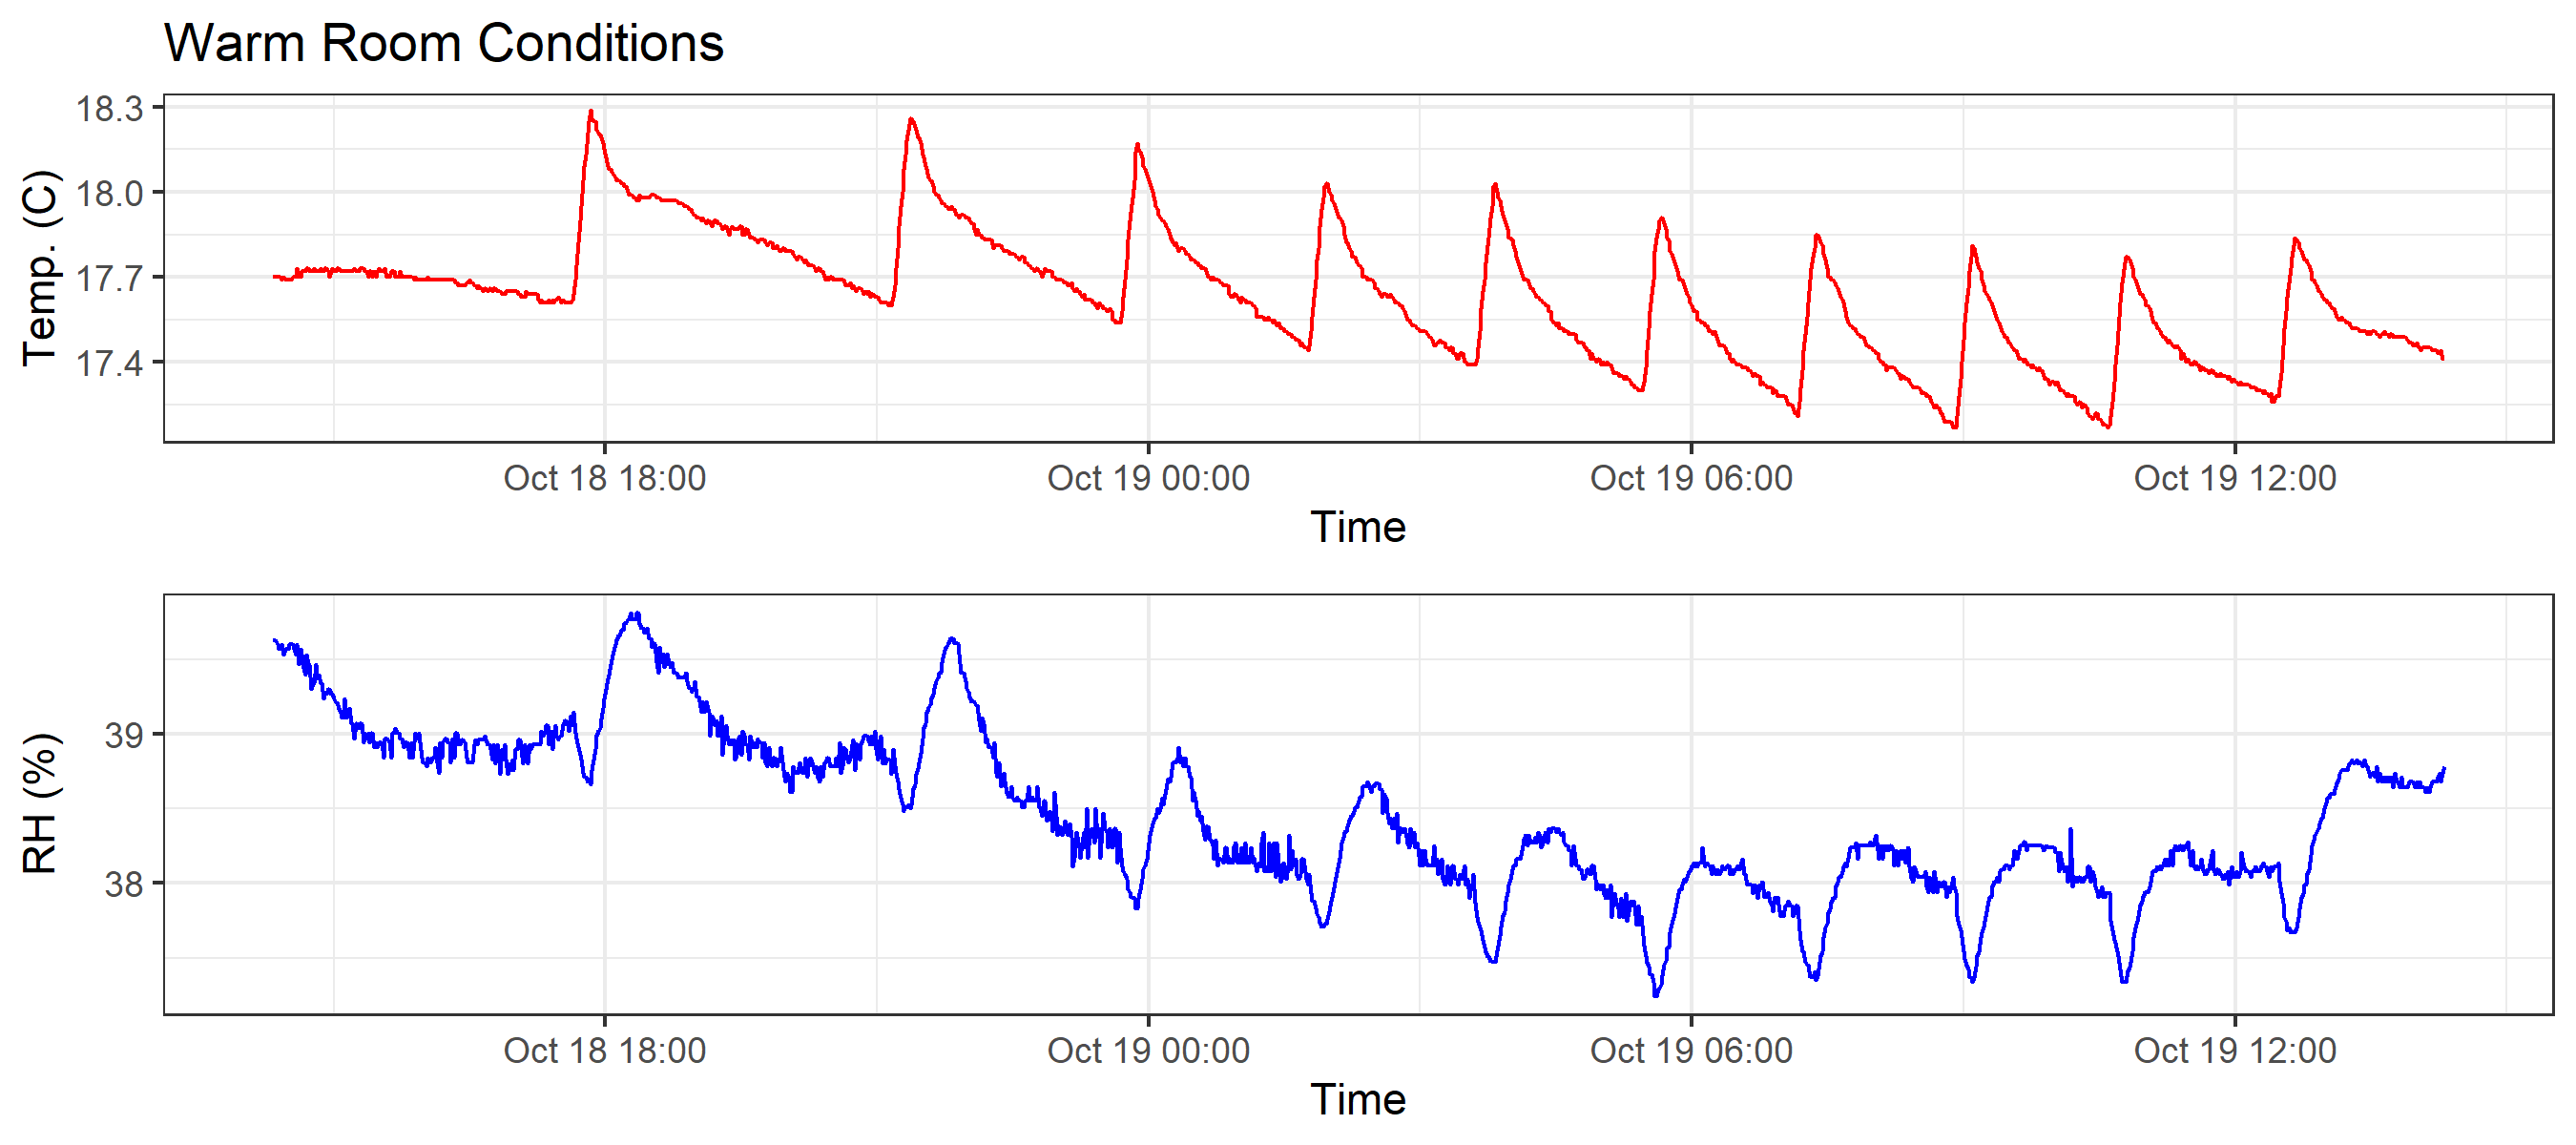 Warm Room Conditions
18.3
18.0
17.7
17.4
Temp. (C)
Oct 18 18:00 Oct 19 00:00 Oct 19 06:00 Oct 19 12:00
Time
39
38
RH (%)
Oct 18 18:00 Oct 19 00:00 Oct 19 06:00 Oct 19 12:00
Time